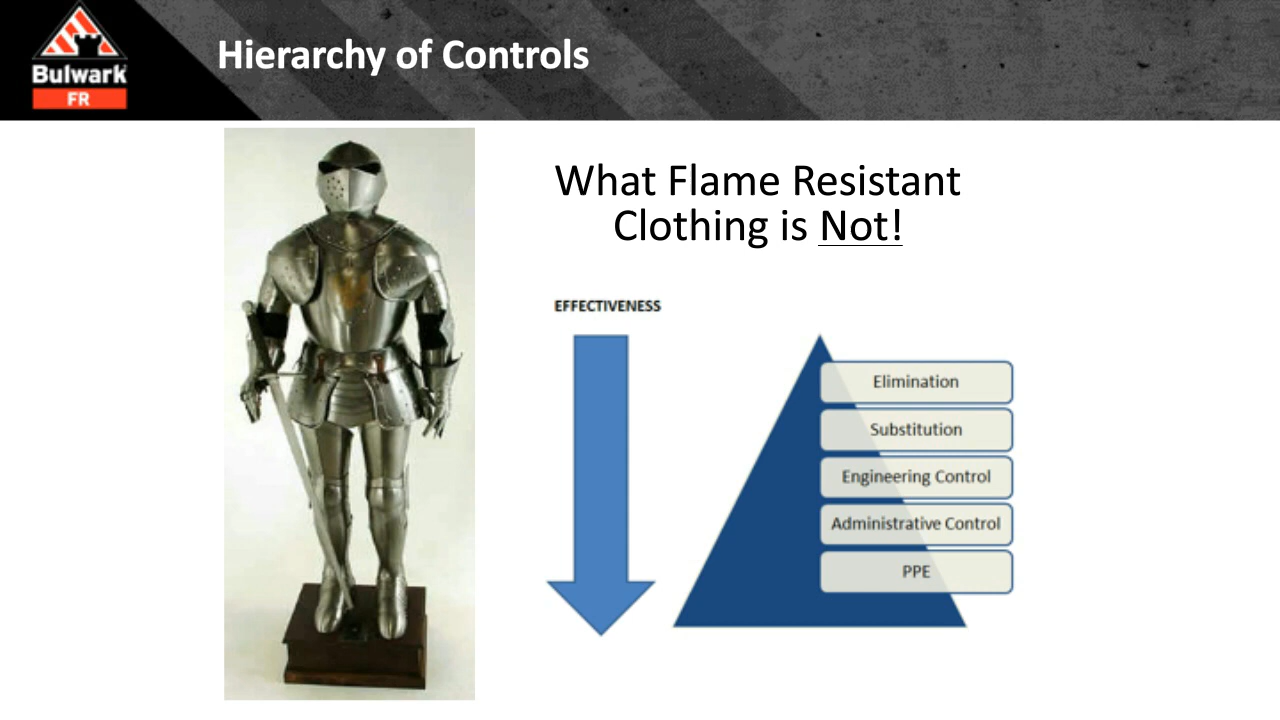 Bulwark
FR
Hierarchy of Controls
What Flame Resistant
Clothing is Not!
EFFECTIVENESS
Elimination
Substitution
Engineering Control
Administrative Control
PPE